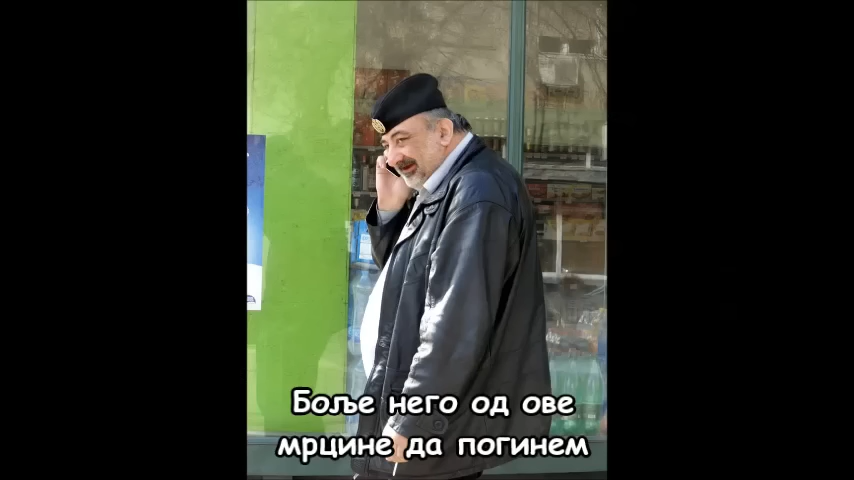 Боље него од ове
мрцине да погинем